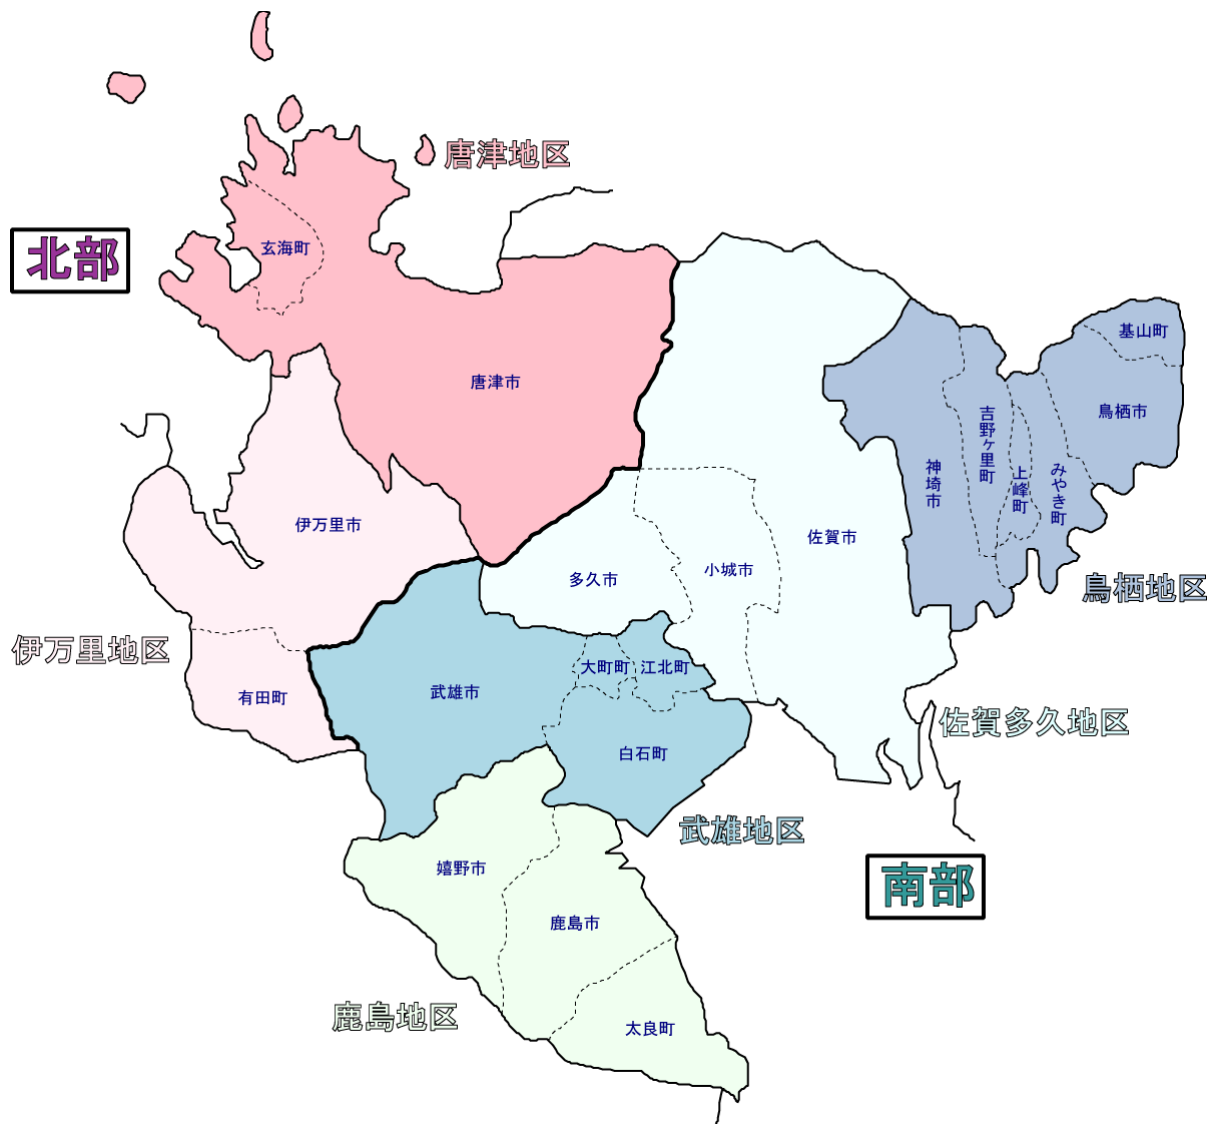 唐津地区
北部
玄海町
基山町
唐津市
鳥栖市
吉野ヶ里町
神埼市
上峰町
みやき町
伊万里市
佐賀市
小城市
多久市
鳥栖地区
伊万里地区
大町町
江北町
武雄市
有田町
佐賀多久地区
白石町
武雄地区
嬉野市
南部
鹿島市
鹿島地区
太良町